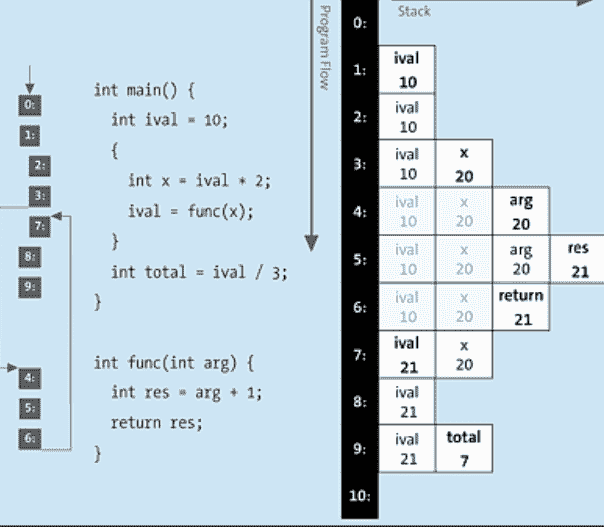 0:
1:
2:
3:
7:
8:
9:
4:
5:
6:
int main() {
int ival = 10;
{
int x = ival * 2;
ival = func(x);
}
int total = ival / 3;
}
int func(int arg) {
int res = arg + 1;
return res;
}
Program Flow
Stack
0:
1: ival
10
2: ival
10
3: ival x
10 20
4: ival x arg
10 20 20
5: ival x arg res
10 20 20 21
6: ival x return
10 20 21
7: ival x
21 20
8: ival
21
9: ival total
21 7
10: